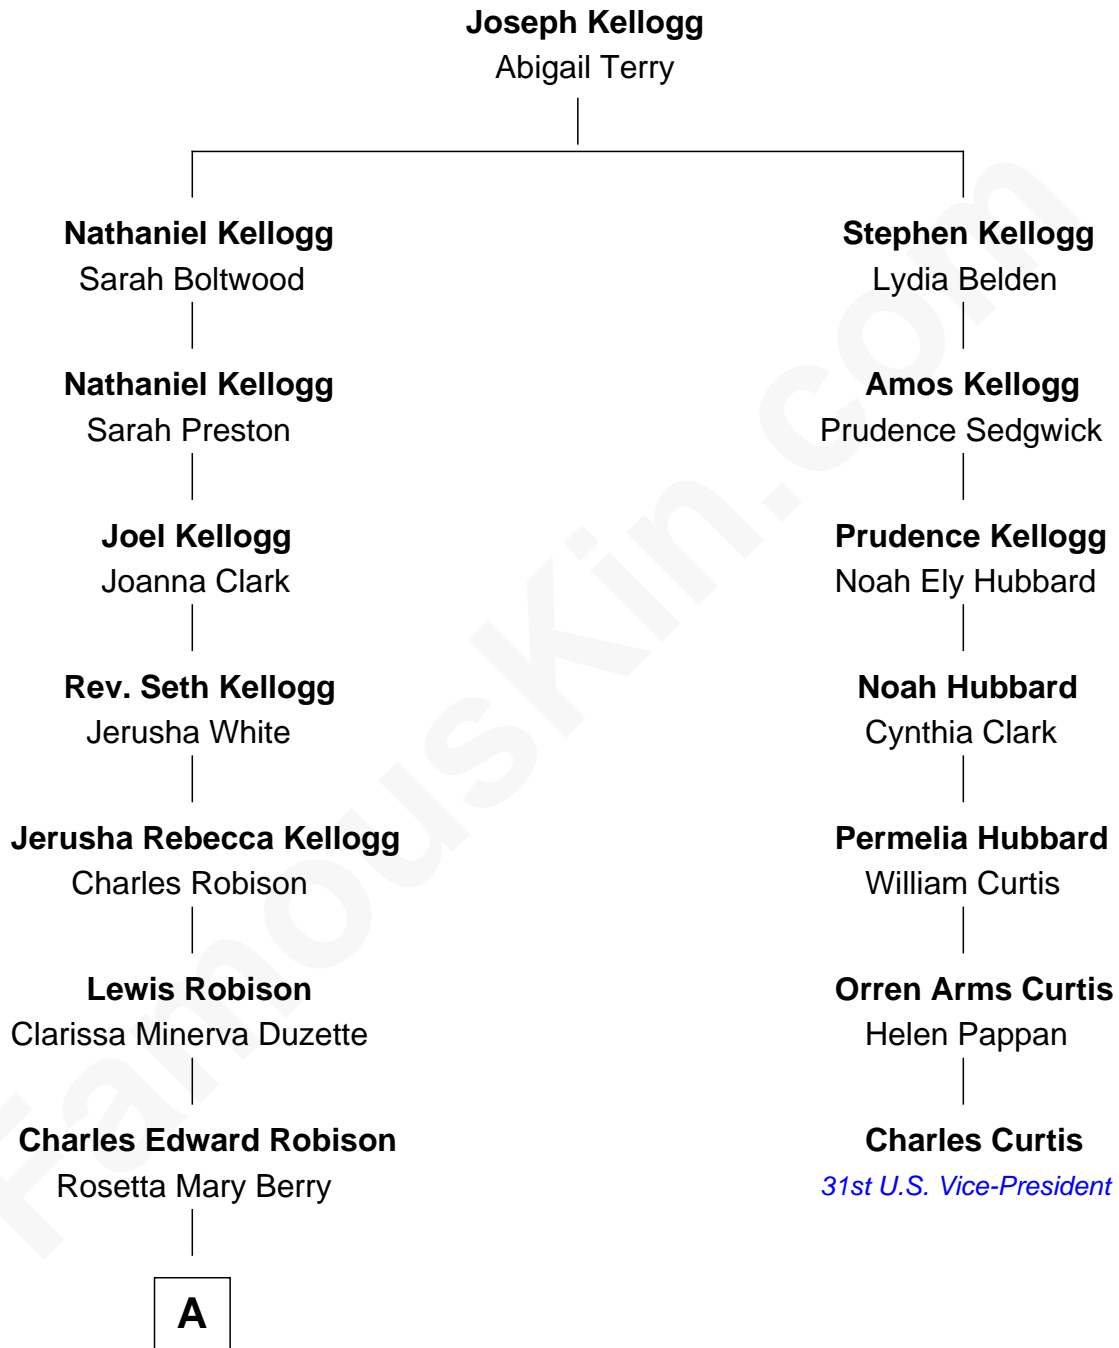 Joseph Kellogg
Abigail Terry
Nathaniel Kellogg
Sarah Boltwood
Nathaniel Kellogg
Sarah Preston
Joel Kellogg
Joanna Clark
Rev. Seth Kellogg
Jerusha White
Jerusha Rebecca Kellogg
Charles Robison
Lewis Robison
Clarissa Minerva Duzette
Charles Edward Robison
Rosetta Mary Berry
A
Stephen Kellogg
Lydia Belden
Amos Kellogg
Prudence Sedgwick
Prudence Kellogg
Noah Ely Hubbard
Noah Hubbard
Cynthia Clark
Permelia Hubbard
William Curtis
Orren Arms Curtis
Helen Pappan
Charles Curtis
31st U.S. Vice-President
FamousKin.com